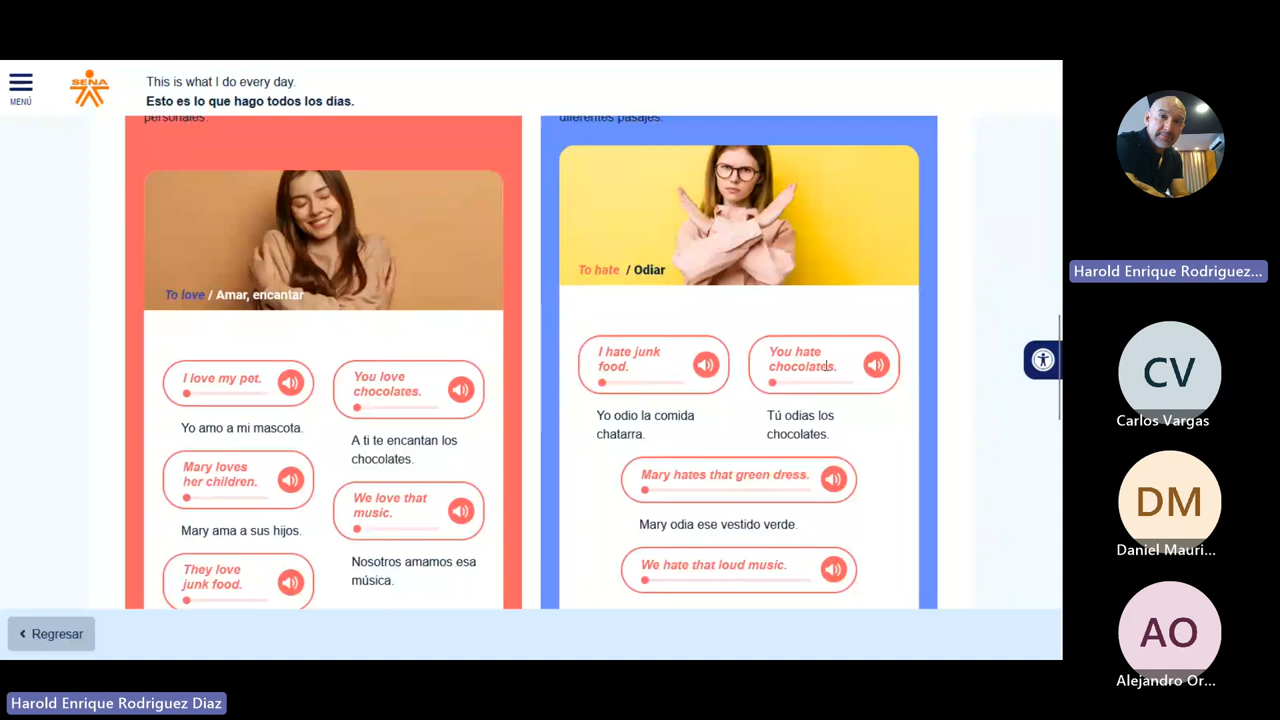 MENÚ
SENA
This is what I do every day.
Esto es lo que hago todos los dias.
personales.
To love / Amar, encantar
I love my pet.
Yo amo a mi mascota.
You love
chocolates.
A ti te encantan los
chocolates.
Mary loves
her children.
Mary ama a sus hijos.
We love that
music.
Nosotros amamos esa
música.
They love
junk food.
diferentes pasajes.
To hate / Odiar
I hate junk
food.
Yo odio la comida
chatarra.
You hate
chocolates.
Tú odias los
chocolates.
Mary hates that green dress.
Mary odia ese vestido verde.
We hate that loud music.
Regresar
Harold Enrique Rodriguez Diaz
Harold Enrique Rodriguez...
CV
Carlos Vargas
DM
Daniel Mauri...
AO
Alejandro Or...